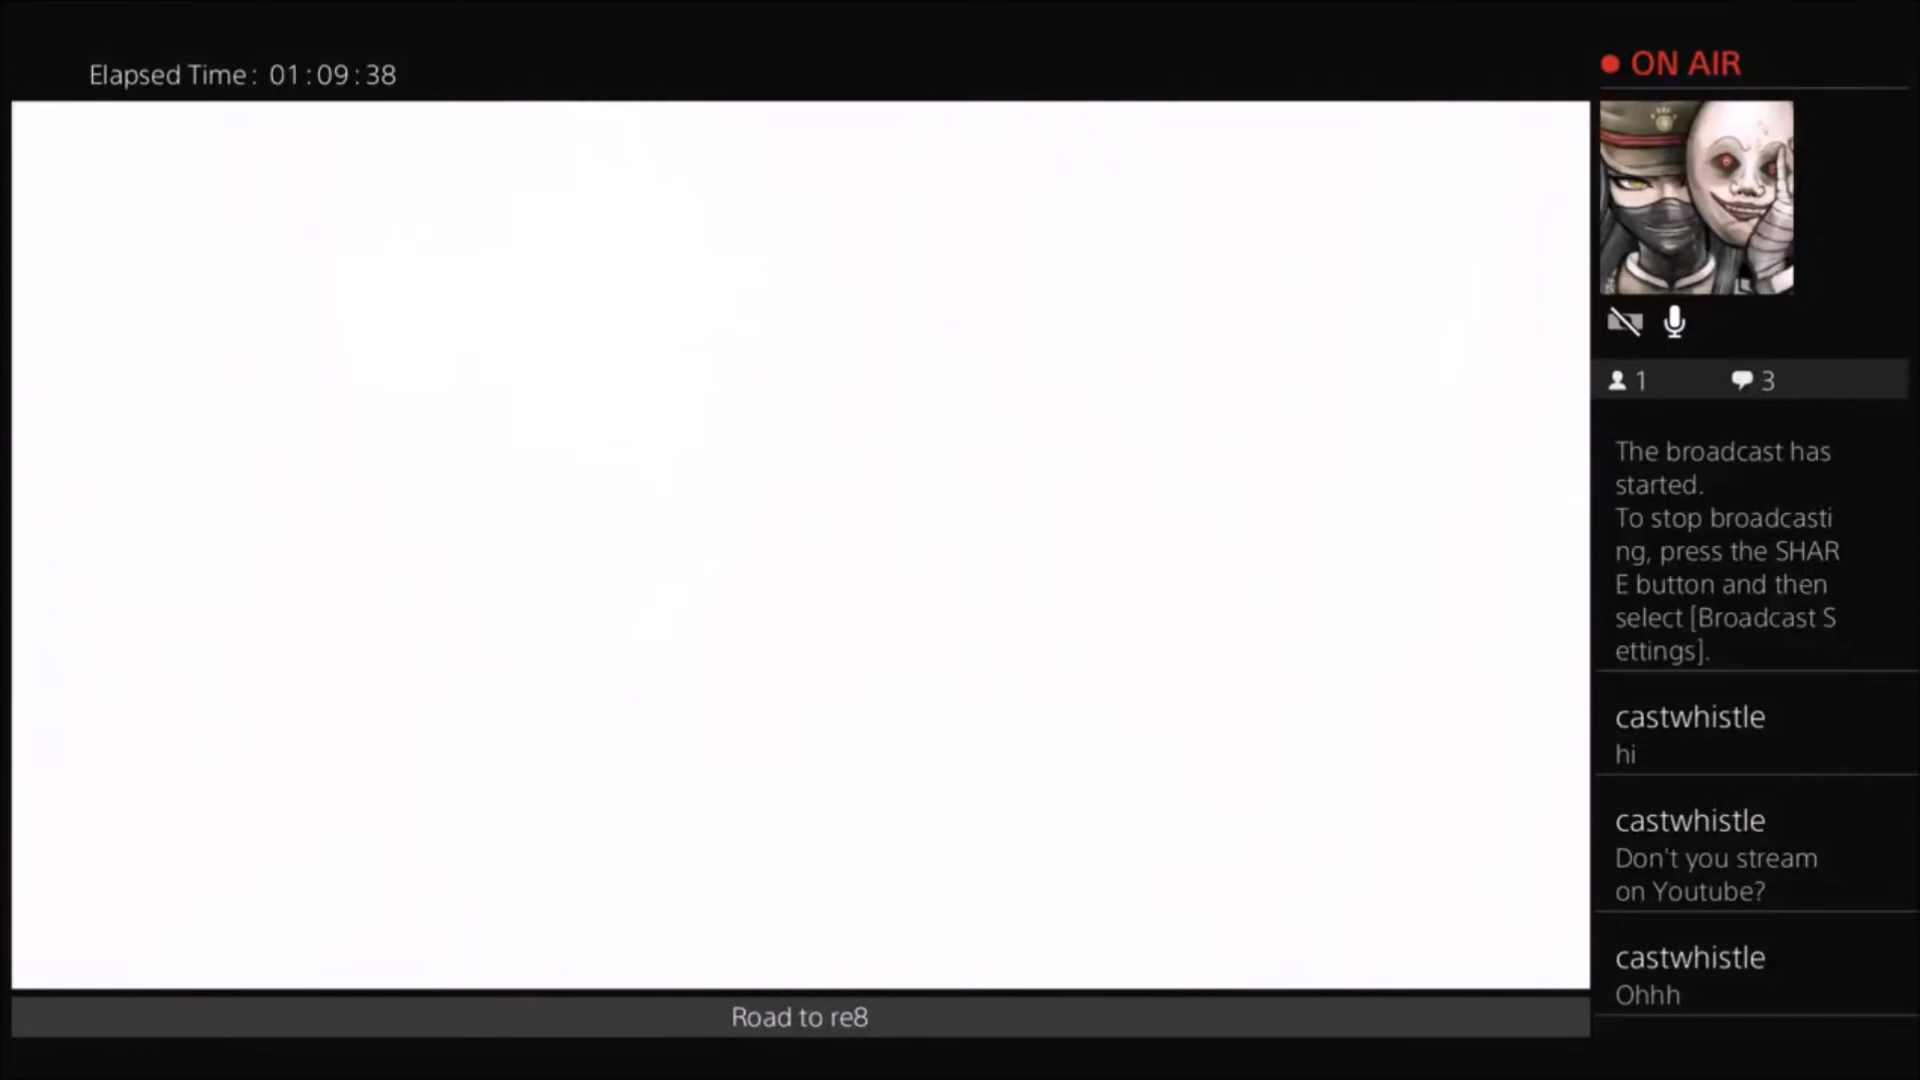 Elapsed Time: 01:09:38
ON AIR
1
3
The broadcast has
started.
To stop broadcasti
ng, press the SHAR
E button and then
select [Broadcast S
ettings].
castwhistle
hi
castwhistle
Don't you stream
on Youtube?
castwhistle
Ohhh
Road to re8